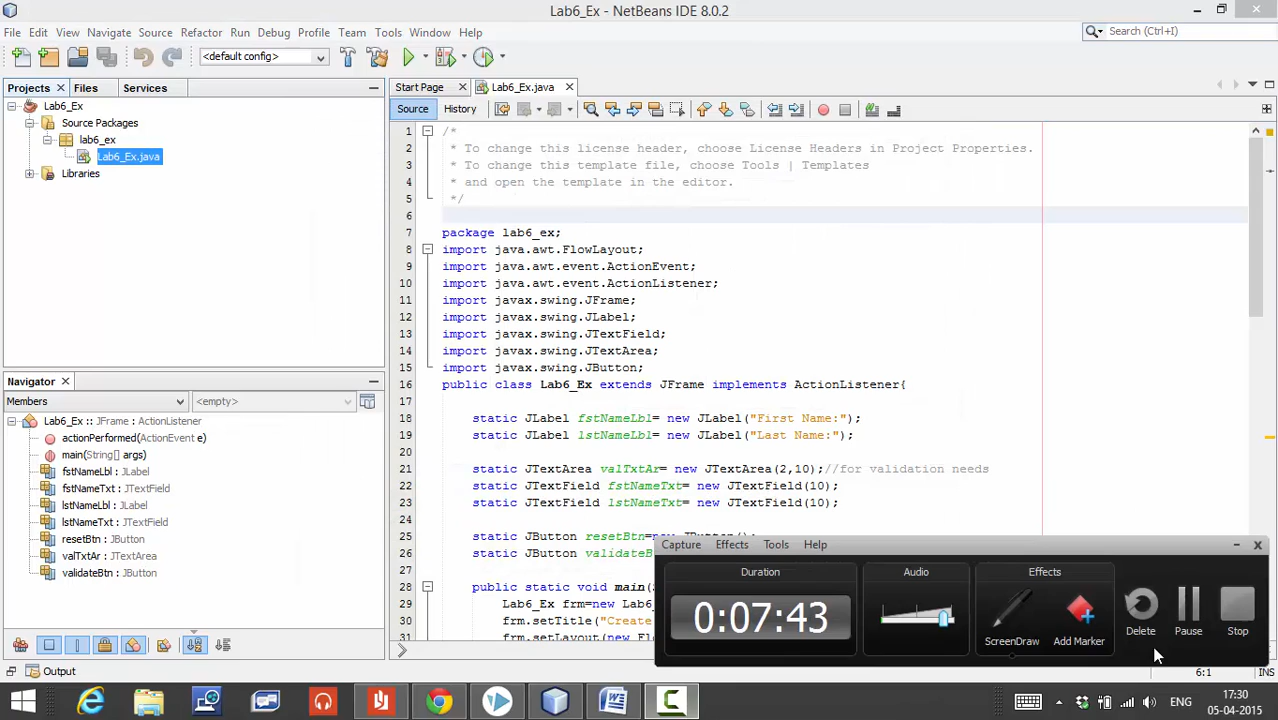 Lab6_Ex - NetBeans IDE 8.0.2
File Edit View Navigate Source Refactor Run Debug Profile Team Tools Window Help
Search (Ctrl+I)
<default config>
Projects Files Services
Start Page Lab6_Ex.java
Source History
Lab6_Ex
Source Packages
lab6_ex
Lab6_Ex.java
Libraries
1 /*
2 * To change this license header, choose License Headers in Project Properties.
3 * To change this template file, choose Tools | Templates
4 * and open the template in the editor.
5 */
6
7 package lab6_ex;
8 import java.awt.FlowLayout;
9 import java.awt.event.ActionEvent;
10 import java.awt.event.ActionListener;
11 import javax.swing.JFrame;
12 import javax.swing.JLabel;
13 import javax.swing.JTextField;
14 import javax.swing.JTextArea;
15 import javax.swing.JButton;
16 public class Lab6_Ex extends JFrame implements ActionListener{
17
18 static JLabel fstNameLbl= new JLabel("First Name:");
19 static JLabel lstNameLbl= new JLabel("Last Name:");
20
21 static JTextArea valTxtAr= new JTextArea(2,10);//for validation needs
22 static JTextField fstNameTxt= new JTextField(10);
23 static JTextField lstNameTxt= new JTextField(10);
24
25 static JButton resetBtn=new JButton();
26 static JButton validateB
27
28 public static void main(
29 Lab6_Ex frm=new Lab6
30 frm.setTitle("Create
31 frm.setLayout(new Fl
Navigator
Members <empty>
Lab6_Ex :: JFrame : ActionListener
actionPerformed(ActionEvent e)
main(String[] args)
fstNameLbl : JLabel
fstNameTxt : JTextField
lstNameLbl : JLabel
lstNameTxt : JTextField
resetBtn : JButton
valTxtAr : JTextArea
validateBtn : JButton
Capture Effects Tools Help
Duration Audio Effects
0:07:43
ScreenDraw Add Marker Delete Pause Stop
Output
6:1 INS
ENG 17:30
05-04-2015